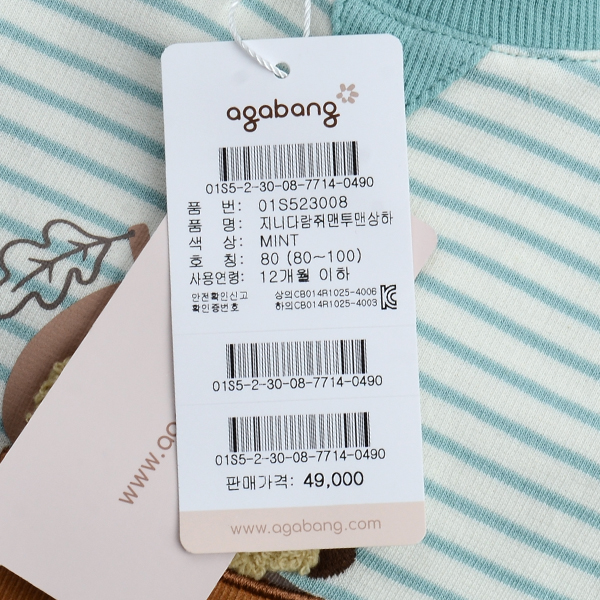 agabang
01S5-2-30-08-7714-0490
품 번: 01S523008
품 명: 지니다람쥐맨투맨상하
색 상: MINT
호 칭: 80 (80~100)
사용연령: 12개월 이하
안전확인신고 상의CB014R1025-4006
확인증번호 하의CB014R1025-4003
01S5-2-30-08-7714-0490
01S5-2-30-08-7714-0490
판매가격: 49,000
www.agabang.com
www.aga